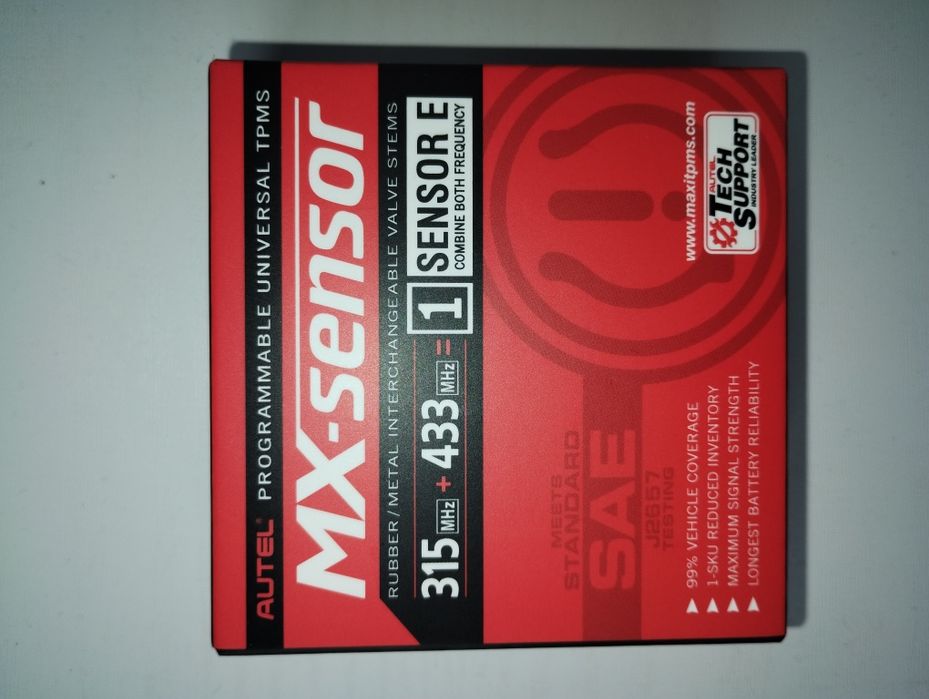 AUTEL® PROGRAMMABLE UNIVERSAL TPMS
MX-sensor
RUBBER/METAL INTERCHANGEABLE VALVE STEMS
315 MHz + 433 MHz = 1 SENSOR E
COMBINE BOTH FREQUENCY
MEETS
STANDARD
SAE
J2657
TESTING
www.maxitpms.com
AUTEL
TECH
SUPPORT
INDUSTRY LEADER
99% VEHICLE COVERAGE
1-SKU REDUCED INVENTORY
MAXIMUM SIGNAL STRENGTH
LONGEST BATTERY RELIABILITY